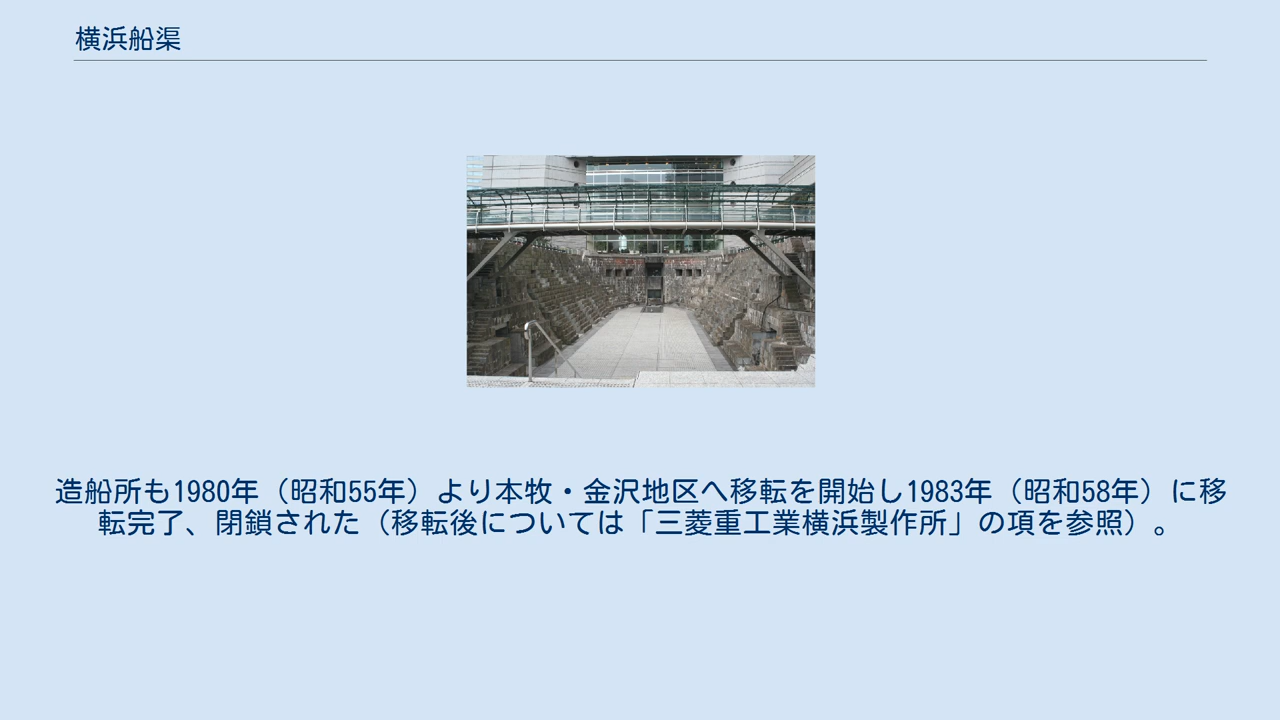 横浜船渠
造船所も1980年（昭和55年）より本牧・金沢地区へ移転を開始し1983年（昭和58年）に移
転完了、閉鎖された（移転後については「三菱重工業横浜製作所」の項を参照）。